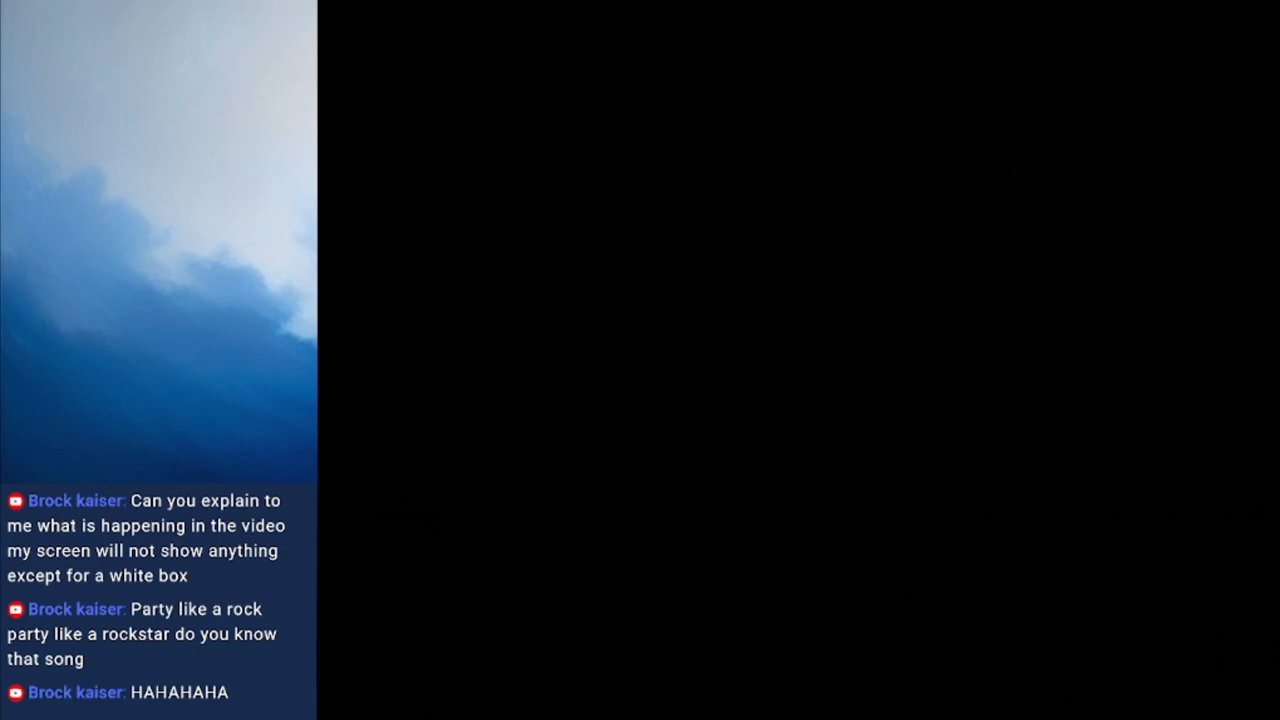 Brock kaiser: Can you explain to
me what is happening in the video
my screen will not show anything
except for a white box
Brock kaiser: Party like a rock
party like a rockstar do you know
that song
Brock kaiser: HAHAHAHA